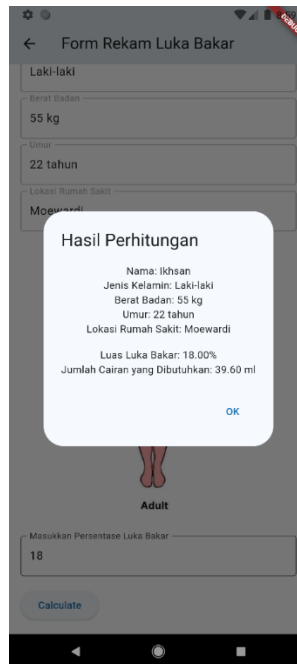 Form Rekam Luka Bakar
Laki-laki
Berat Badan
55 kg
Umur
22 tahun
Lokasi Rumah Sakit
Moewardi
Hasil Perhitungan
Nama: Ikhsan
Jenis Kelamin: Laki-laki
Berat Badan: 55 kg
Umur: 22 tahun
Lokasi Rumah Sakit: Moewardi
Luas Luka Bakar: 18.00%
Jumlah Cairan yang Dibutuhkan: 39.60 ml
OK
Adult
Masukkan Persentase Luka Bakar
18
Calculate